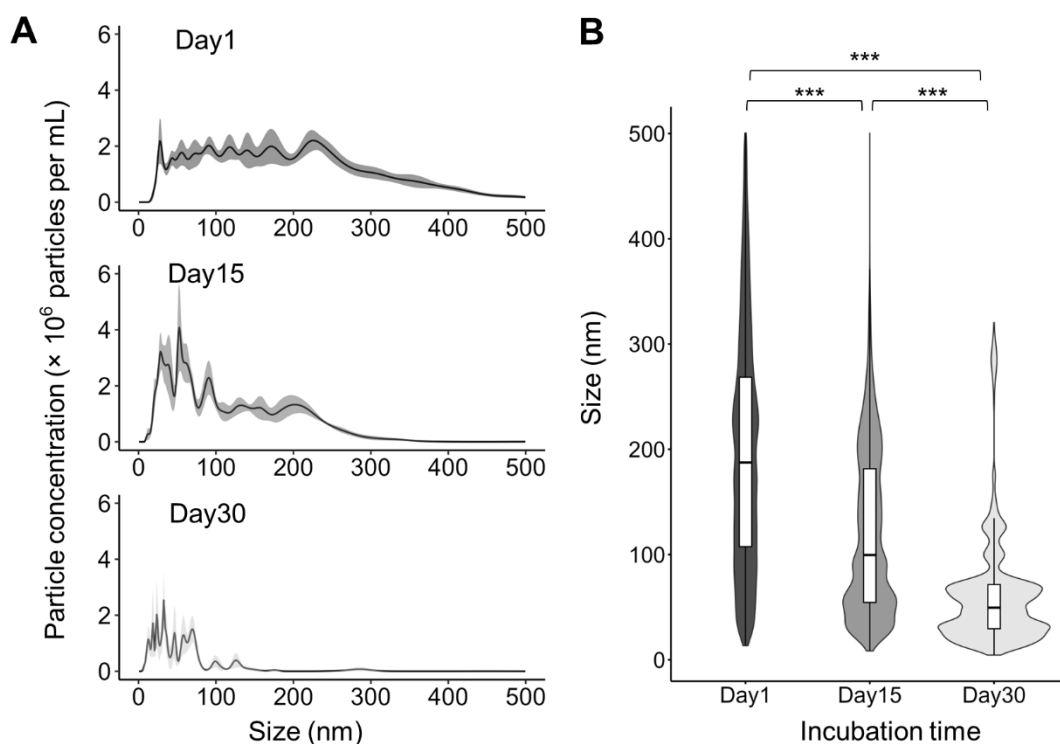 A
Particle concentration (× 10⁶ particles per mL)
Day1
6
4
2
0
0 100 200 300 400 500
Day15
6
4
2
0
0 100 200 300 400 500
Day30
6
4
2
0
0 100 200 300 400 500
Size (nm)
B
***
*** ***
Size (nm)
500
400
300
200
100
0
Day1 Day15 Day30
Incubation time